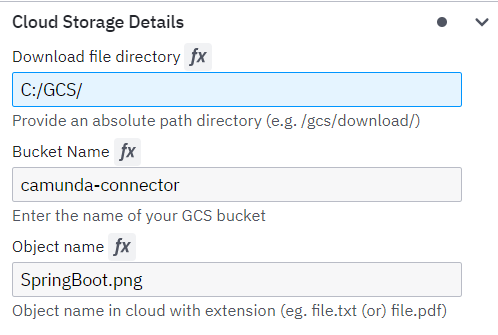 Cloud Storage Details
Download file directory fx
C:/GCS/
Provide an absolute path directory (e.g. /gcs/download/)
Bucket Name fx
camunda-connector
Enter the name of your GCS bucket
Object name fx
SpringBoot.png
Object name in cloud with extension (eg. file.txt (or) file.pdf)